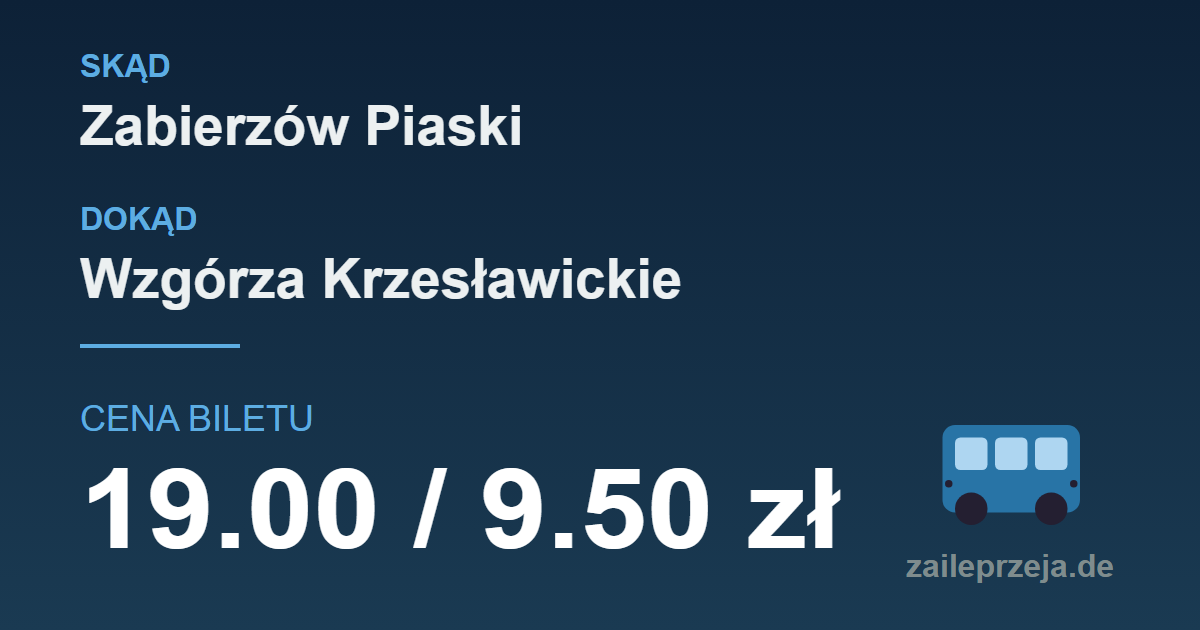 SKĄD
Zabierzów Piaski
DOKĄD
Wzgórza Krzesławickie
CENA BILETU
19.00 / 9.50 zł
zaileprzeja.de